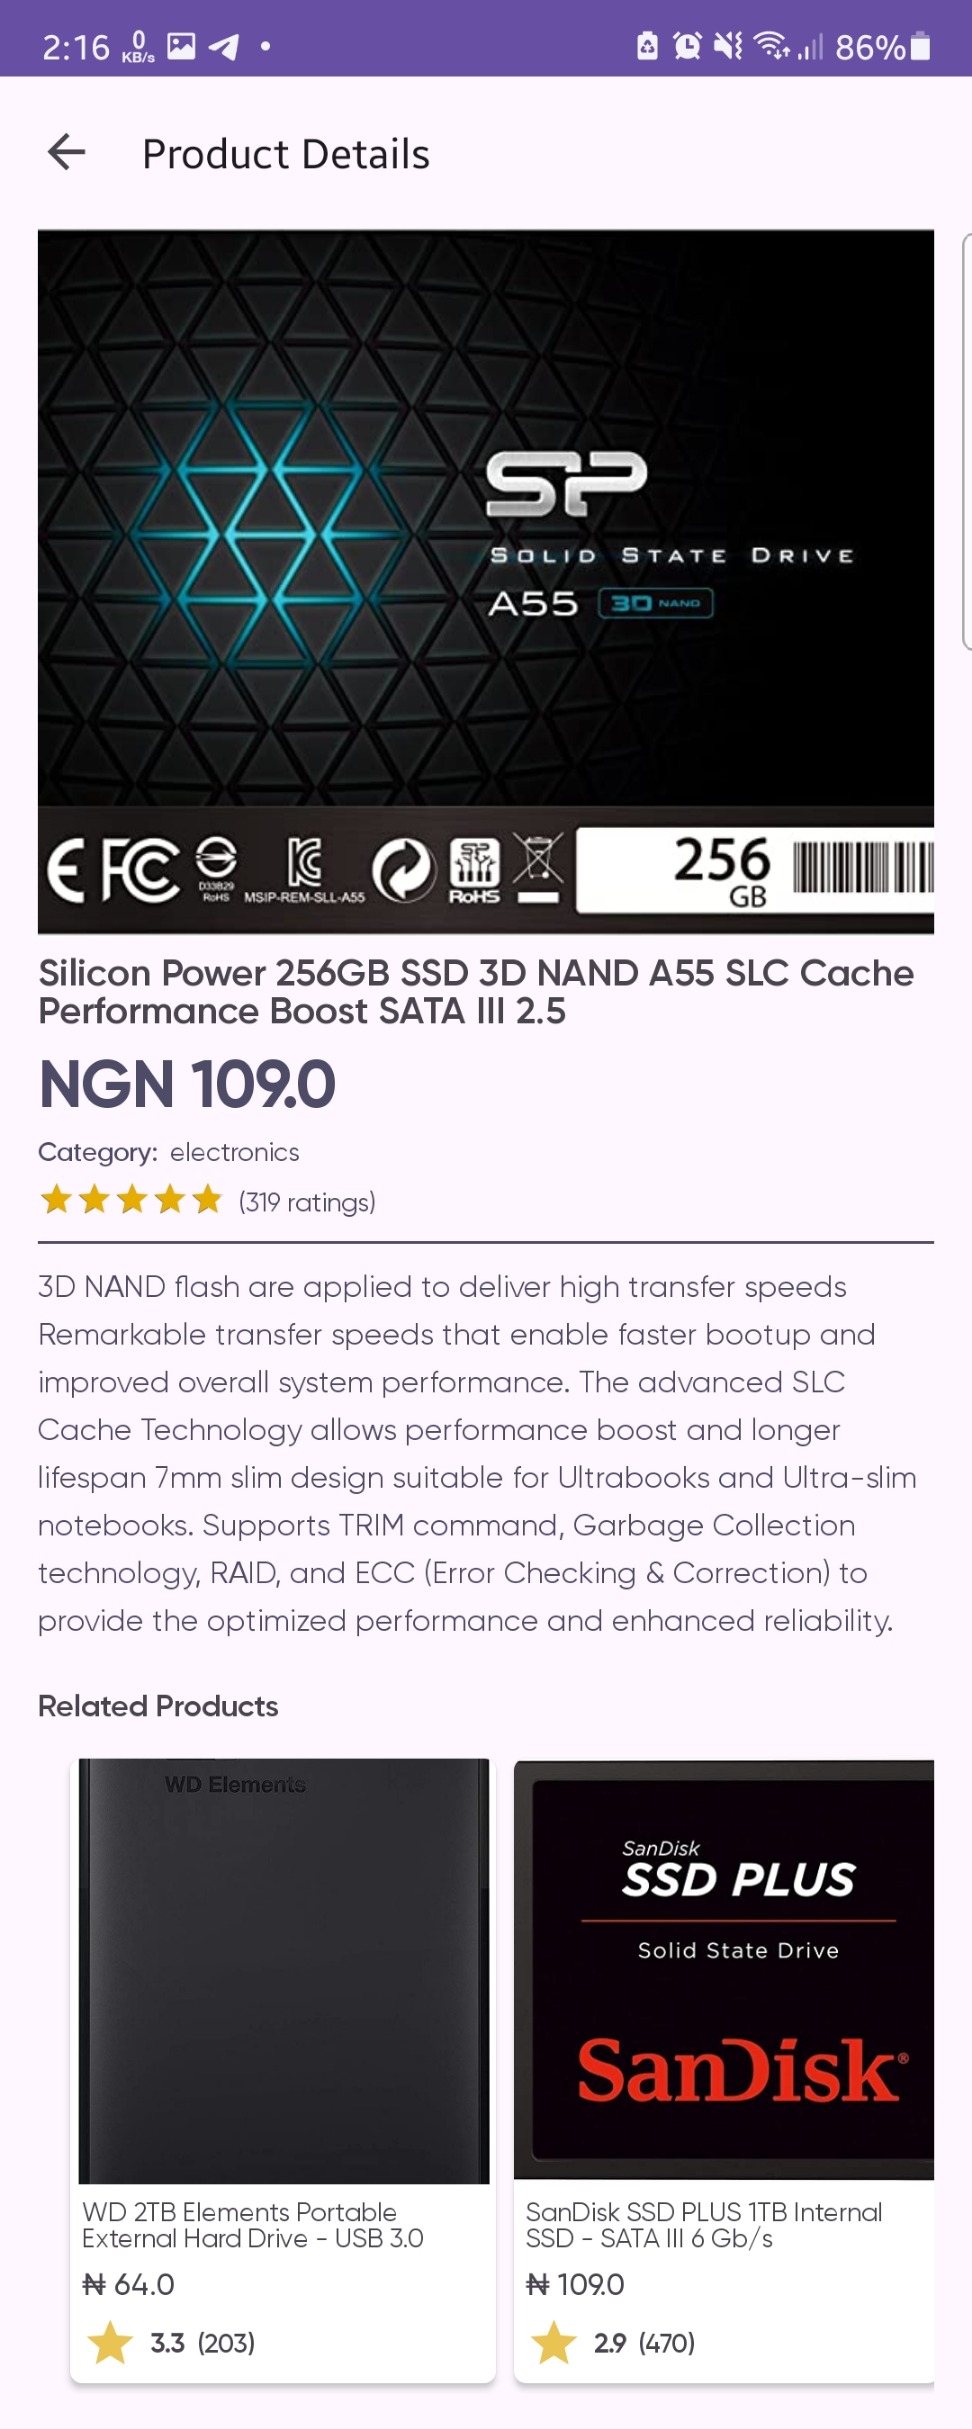 2:16 0 KB/s 86%
Product Details
SP
SOLID STATE DRIVE
A55 3D NAND
CE FC D33829 RoHS MSIP-REM-SLL-A55 SP RoHS 256 GB
Silicon Power 256GB SSD 3D NAND A55 SLC Cache
Performance Boost SATA III 2.5
NGN 109.0
Category: electronics
(319 ratings)
3D NAND flash are applied to deliver high transfer speeds
Remarkable transfer speeds that enable faster bootup and
improved overall system performance. The advanced SLC
Cache Technology allows performance boost and longer
lifespan 7mm slim design suitable for Ultrabooks and Ultra-slim
notebooks. Supports TRIM command, Garbage Collection
technology, RAID, and ECC (Error Checking & Correction) to
provide the optimized performance and enhanced reliability.
Related Products
WD Elements
SanDisk
SSD PLUS
Solid State Drive
SanDisk®
WD 2TB Elements Portable
External Hard Drive - USB 3.0
₦ 64.0
3.3 (203)
SanDisk SSD PLUS 1TB Internal
SSD - SATA III 6 Gb/s
₦ 109.0
2.9 (470)